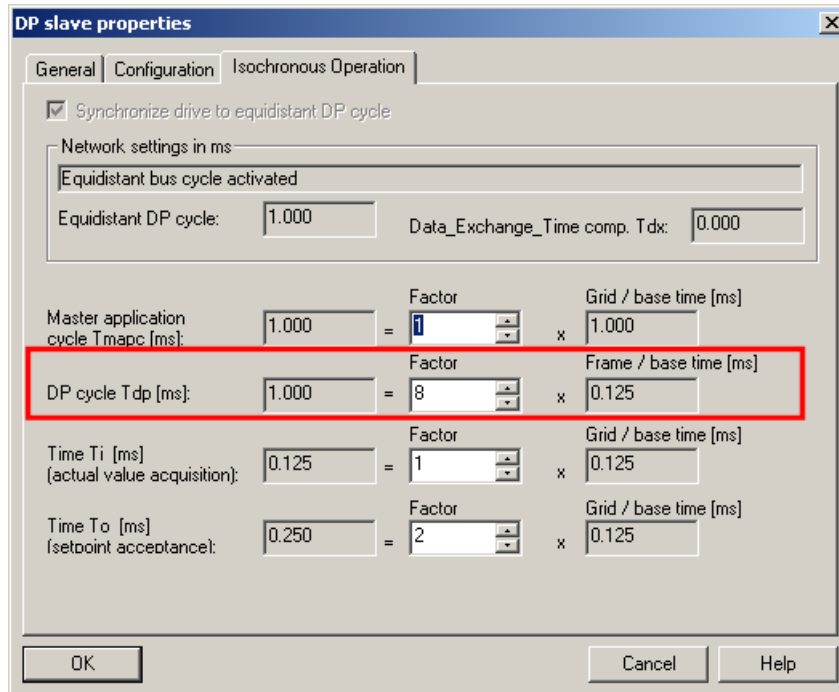 DP slave properties
General Configuration Isochronous Operation
Synchronize drive to equidistant DP cycle
Network settings in ms
Equidistant bus cycle activated
Equidistant DP cycle: 1.000 Data_Exchange_Time comp. Tdx: 0.000
Factor Grid / base time [ms]
Master application
cycle Tmapc [ms]: 1.000 = 1 x 1.000
Factor Frame / base time [ms]
DP cycle Tdp [ms]: 1.000 = 8 x 0.125
Factor Grid / base time [ms]
Time Ti [ms]
(actual value acquisition): 0.125 = 1 x 0.125
Factor Grid / base time [ms]
Time To [ms]
(setpoint acceptance): 0.250 = 2 x 0.125
OK Cancel Help